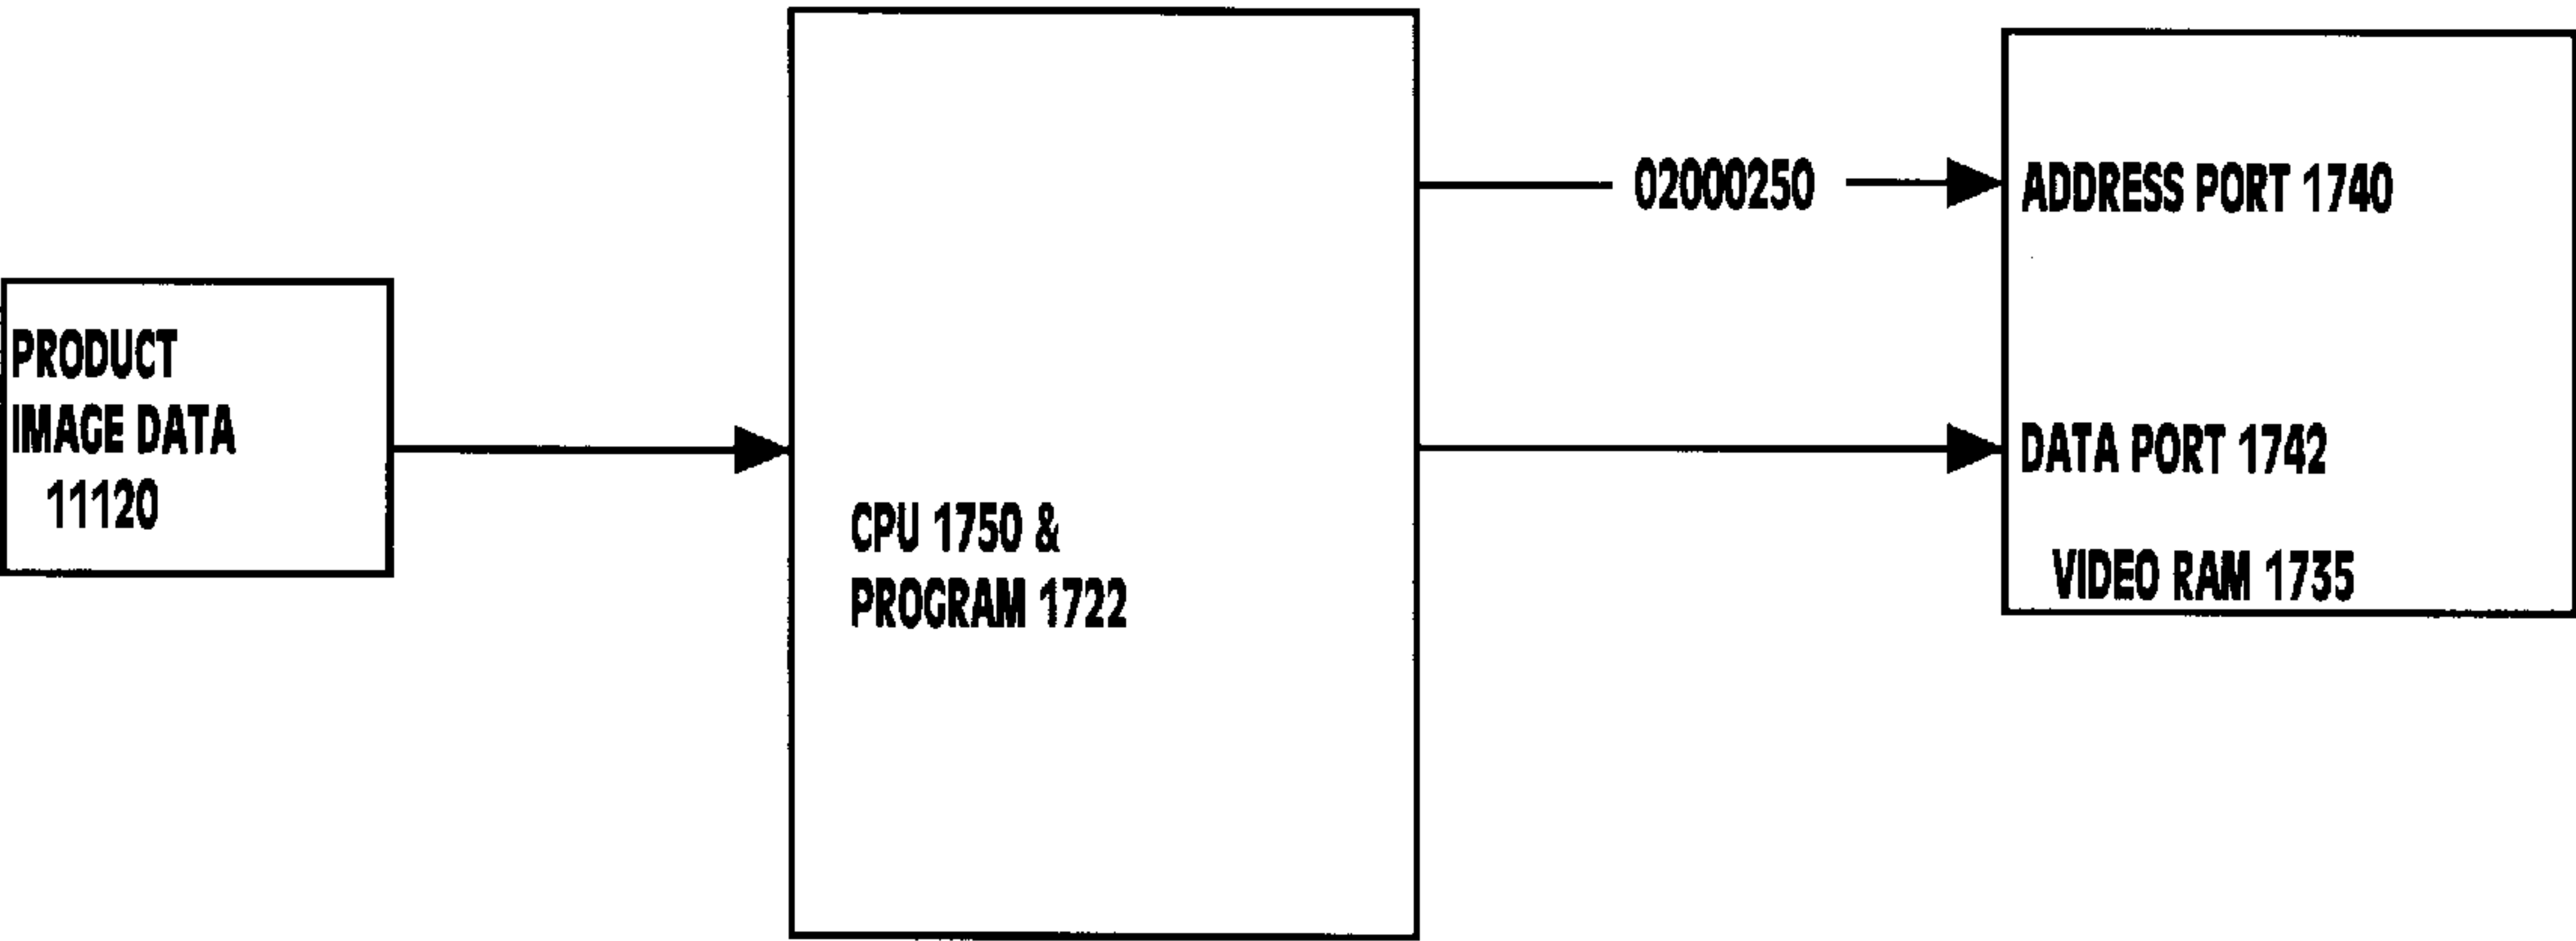 PRODUCT
IMAGE DATA
11120
CPU 1750 &
PROGRAM 1722
02000250
ADDRESS PORT 1740
DATA PORT 1742
VIDEO RAM 1735